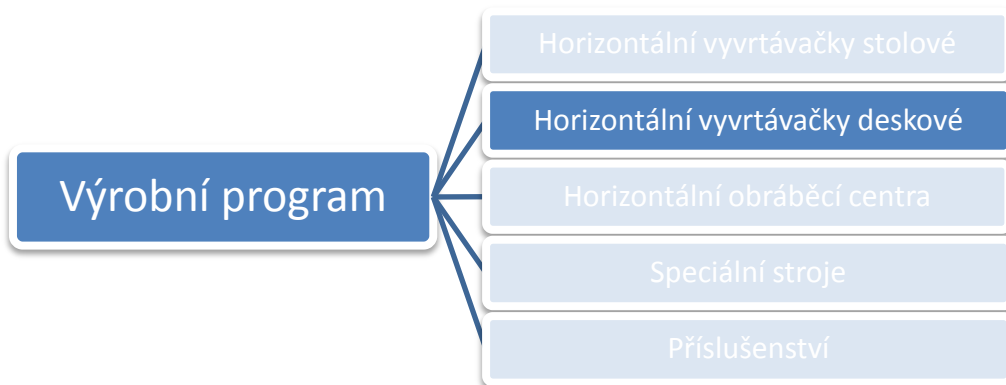 Výrobní program
Horizontální vyvrtávačky stolové
Horizontální vyvrtávačky deskové
Horizontální obráběcí centra
Speciální stroje
Příslušenství